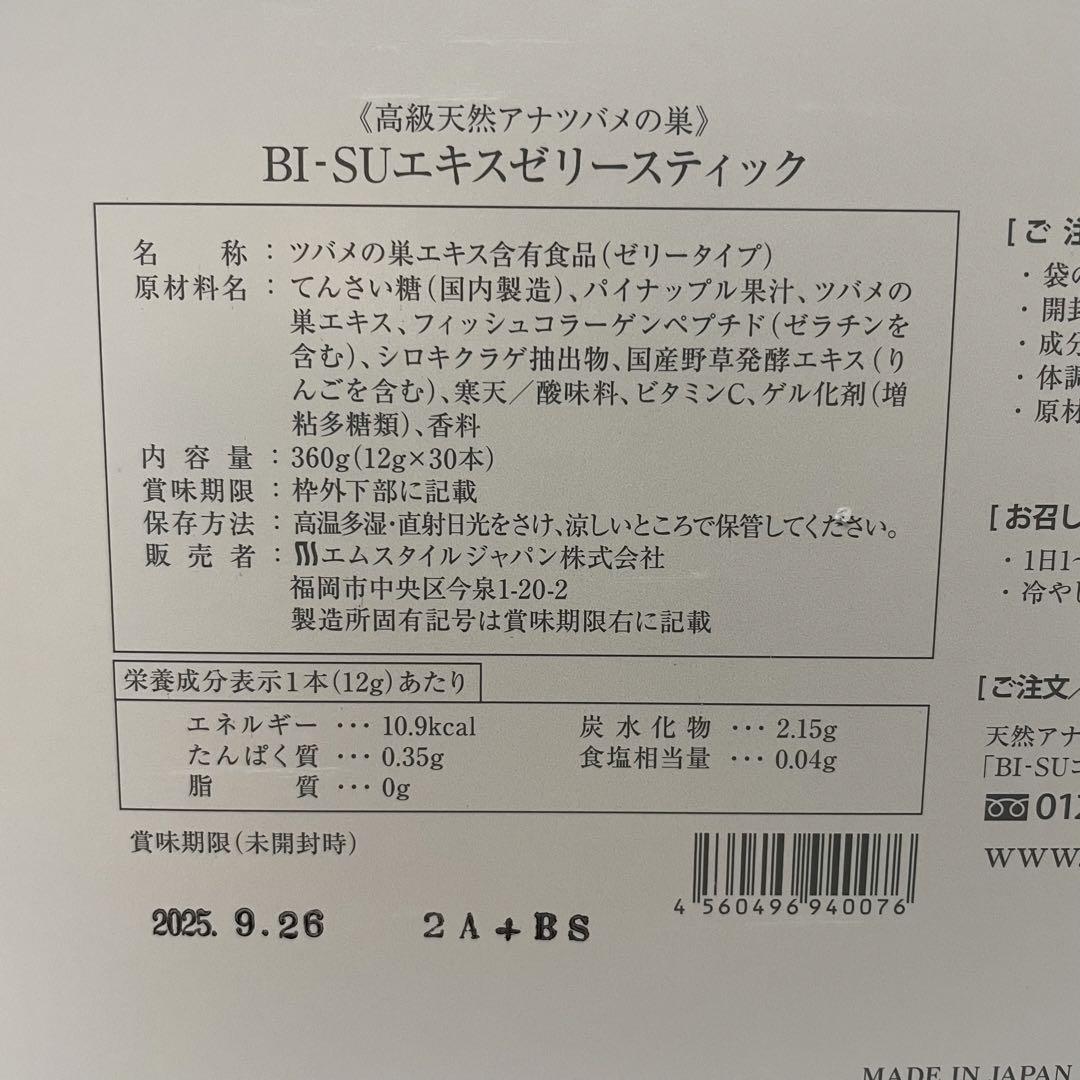 《高級天然アナツバメの巣》
BI-SUエキスゼリースティック
名 称 : ツバメの巣エキス含有食品(ゼリータイプ)
原材料名 : てんさい糖(国内製造)、パイナップル果汁、ツバメの
巣エキス、フィッシュコラーゲンペプチド(ゼラチンを
含む)、シロキクラゲ抽出物、国産野草発酵エキス(り
んごを含む)、寒天/酸味料、ビタミンC、ゲル化剤(増
粘多糖類)、香料
内容量 : 360g(12g×30本)
賞味期限 : 枠外下部に記載
保存方法 : 高温多湿・直射日光をさけ、涼しいところで保管してください。
販売者 : エムスタイルジャパン株式会社
福岡市中央区今泉1-20-2
製造所固有記号は賞味期限右に記載
栄養成分表示1本(12g)あたり
エネルギー ・・・ 10.9kcal
たんぱく質 ・・・ 0.35g
脂 質 ・・・ 0g
炭水化物 ・・・ 2.15g
食塩相当量 ・・・ 0.04g
賞味期限(未開封時)
2025. 9.26 2A+BS
4 560496 940076
[ご
・袋
・開封
・成分
・体調
・原材
[お召し
・1日1
・冷やし
[ご注文
天然アナ
「BI-SU
012
www.
MADE IN JAPAN